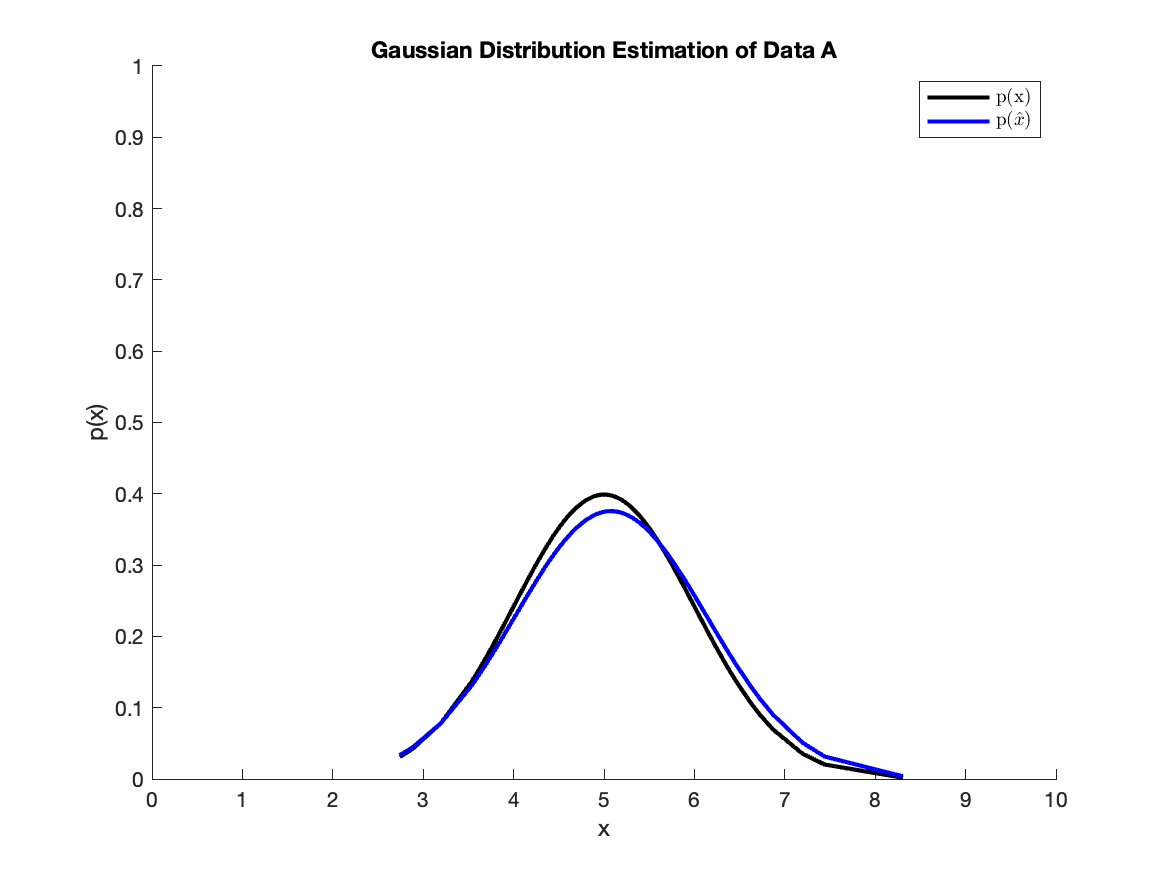 Gaussian Distribution Estimation of Data A
p(x)
p(x̂)
1
0.9
0.8
0.7
0.6
0.5
0.4
0.3
0.2
0.1
0
p(x)
0 1 2 3 4 5 6 7 8 9 10
x